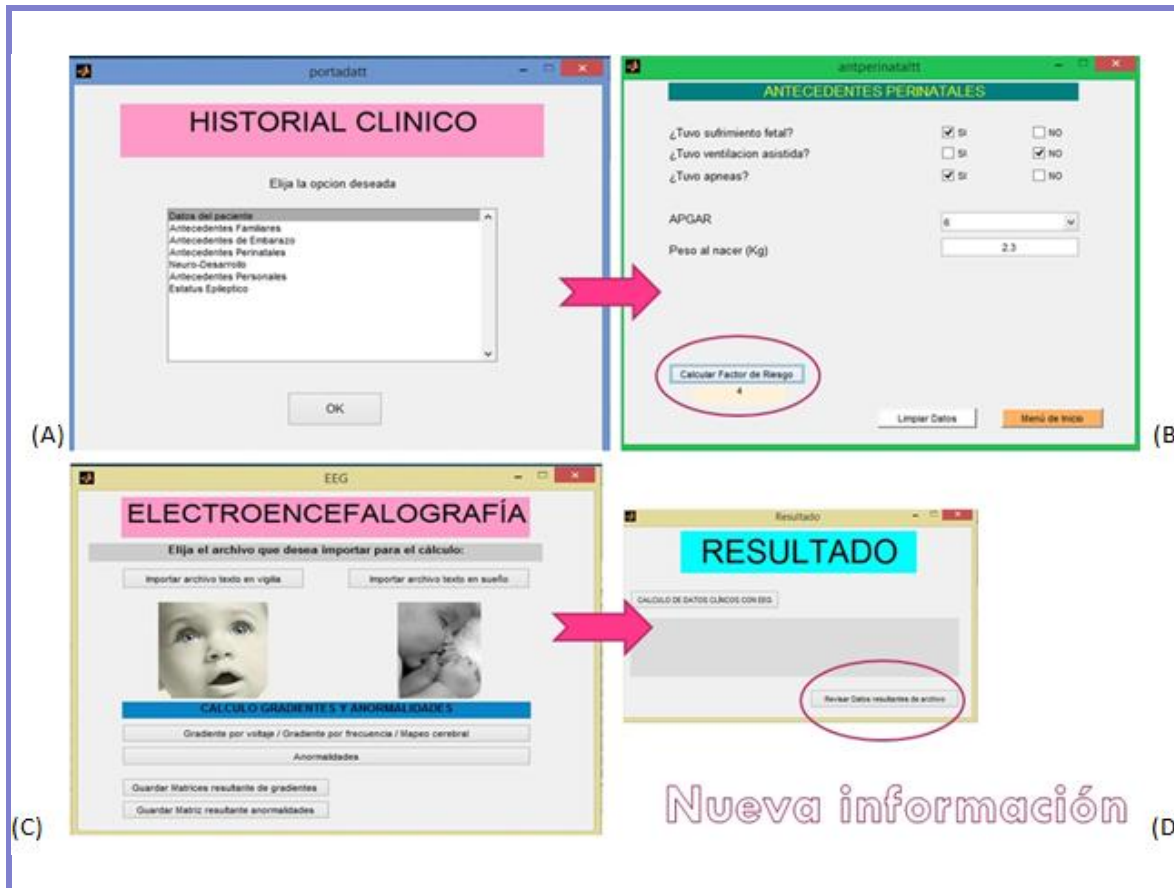 portadatt
HISTORIAL CLINICO
Elija la opcion deseada
Datos del paciente
Antecedentes Familiares
Antecedentes de Embarazo
Antecedentes Perinatales
Neuro-Desarrollo
Antecedentes Personales
Estatus Epileptico
OK
(A)
antperinataltt
ANTECEDENTES PERINATALES
¿Tuvo sufrimiento fetal? SI NO
¿Tuvo ventilacion asistida? SI NO
¿Tuvo apneas? SI NO
APGAR 6
Peso al nacer (Kg) 2.3
Calcular Factor de Riesgo
4
Limpiar Datos Menú de Inicio
(B
EEG
ELECTROENCEFALOGRAFÍA
Elija el archivo que desea importar para el cálculo:
Importar archivo texto en vigilia Importar archivo texto en sueño
CALCULO GRADIENTES Y ANORMALIDADES
Gradiente por voltaje / Gradiente por frecuencia / Mapeo cerebral
Anormalidades
Guardar Matrices resultante de gradientes
Guardar Matriz resultante anormalidades
(C)
Resultado
RESULTADO
CALCULO DE DATOS CLÍNICOS CON EEG
Revisar Datos resultantes de archivo
Nueva información
(D